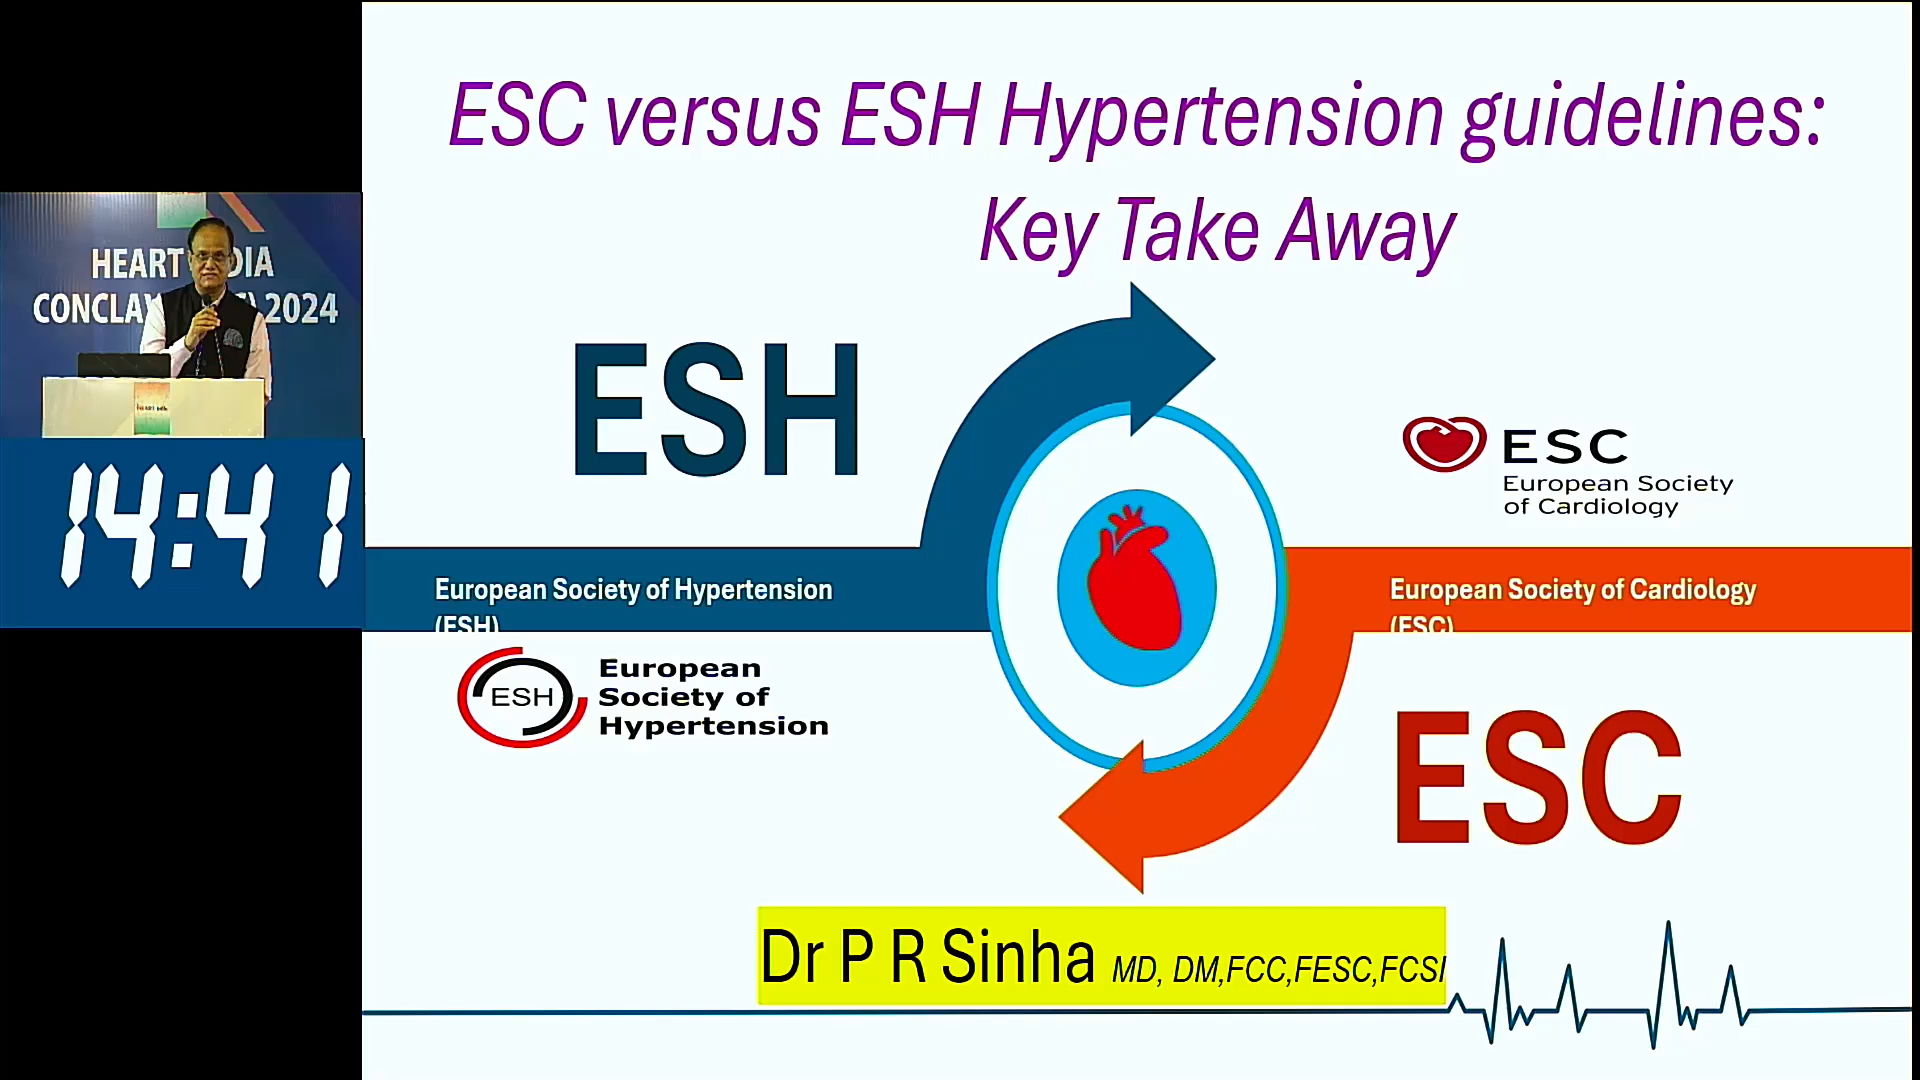 ESC versus ESH Hypertension guidelines:
Key Take Away
HEART
DIA
CONCLA
2024
ESH
ESC
European Society
of Cardiology
14:41
European Society of Hypertension
(ESH)
European Society of Cardiology
(ESC)
ESH
European
Society of
Hypertension
ESC
Dr P R Sinha MD, DM,FCC,FESC,FCSI